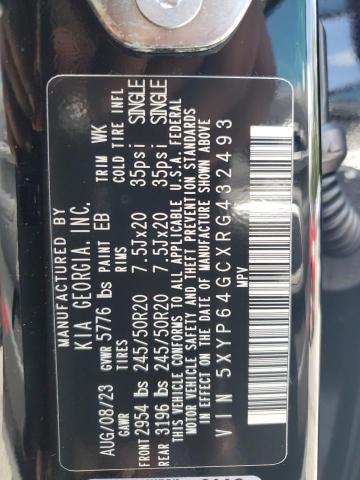 MANUFACTURED BY
KIA GEORGIA, INC.
AUG/08/23 GVWR 5776 lbs PAINT EB TRIM WK
GAWR TIRES RIMS COLD TIRE INFL
FRONT 2954 lbs 245/50R20 7.5Jx20 35psi SINGLE
REAR 3196 lbs 245/50R20 7.5Jx20 35psi SINGLE
THIS VEHICLE CONFORMS TO ALL APPLICABLE U.S.A. FEDERAL
MOTOR VEHICLE SAFETY AND THEFT PREVENTION STANDARDS
IN EFFECT ON THE DATE OF MANUFACTURE SHOWN ABOVE
VIN 5XYP64GCXRG432493
MPV